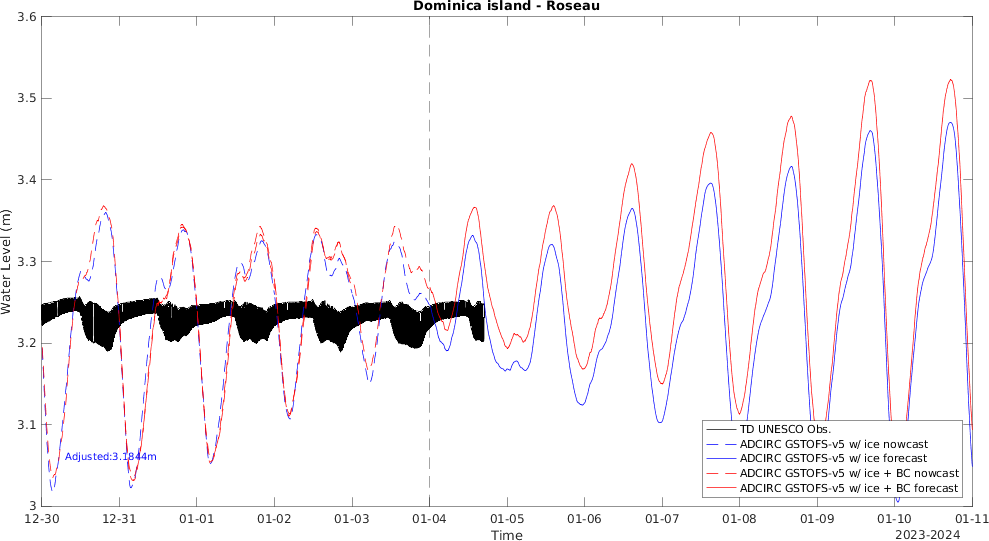 Dominica island - Roseau
3.6
3.5
3.4
3.3
3.2
3.1
3
Water Level (m)
Adjusted:3.1844m
TD UNESCO Obs.
ADCIRC GSTOFS-v5 w/ ice nowcast
ADCIRC GSTOFS-v5 w/ ice forecast
ADCIRC GSTOFS-v5 w/ ice + BC nowcast
ADCIRC GSTOFS-v5 w/ ice + BC forecast
12-30 12-31 01-01 01-02 01-03 01-04 01-05 01-06 01-07 01-08 01-09 01-10 01-11
Time
2023-2024